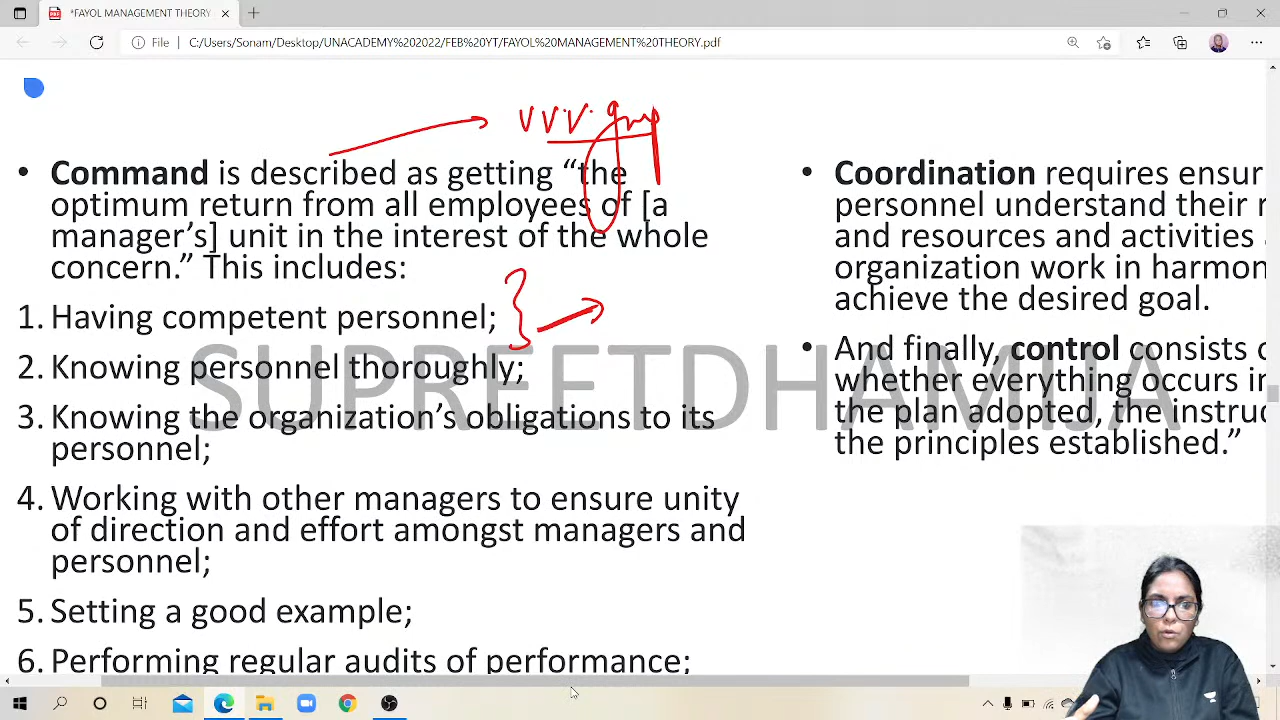 *FAYOL MANAGEMENT THEORY
File
C:/Users/Sonam/Desktop/UNACADEMY%202022/FEB%20YT/FAYOL%20MANAGEMENT%20THEORY.pdf
VVV.
• Command is described as getting “the
optimum return from all employees of [a
manager’s] unit in the interest of the whole
concern.” This includes:
1. Having competent personnel;
2. Knowing personnel thoroughly;
3. Knowing the organization’s obligations to its
personnel;
4. Working with other managers to ensure unity
of direction and effort amongst managers and
personnel;
5. Setting a good example;
6. Performing regular audits of performance;
• Coordination requires ensur
personnel understand their r
and resources and activities
organization work in harmon
achieve the desired goal.
• And finally, control consists
whether everything occurs in
the plan adopted, the instruc
the principles established.”
SUPREETDHAMIJA